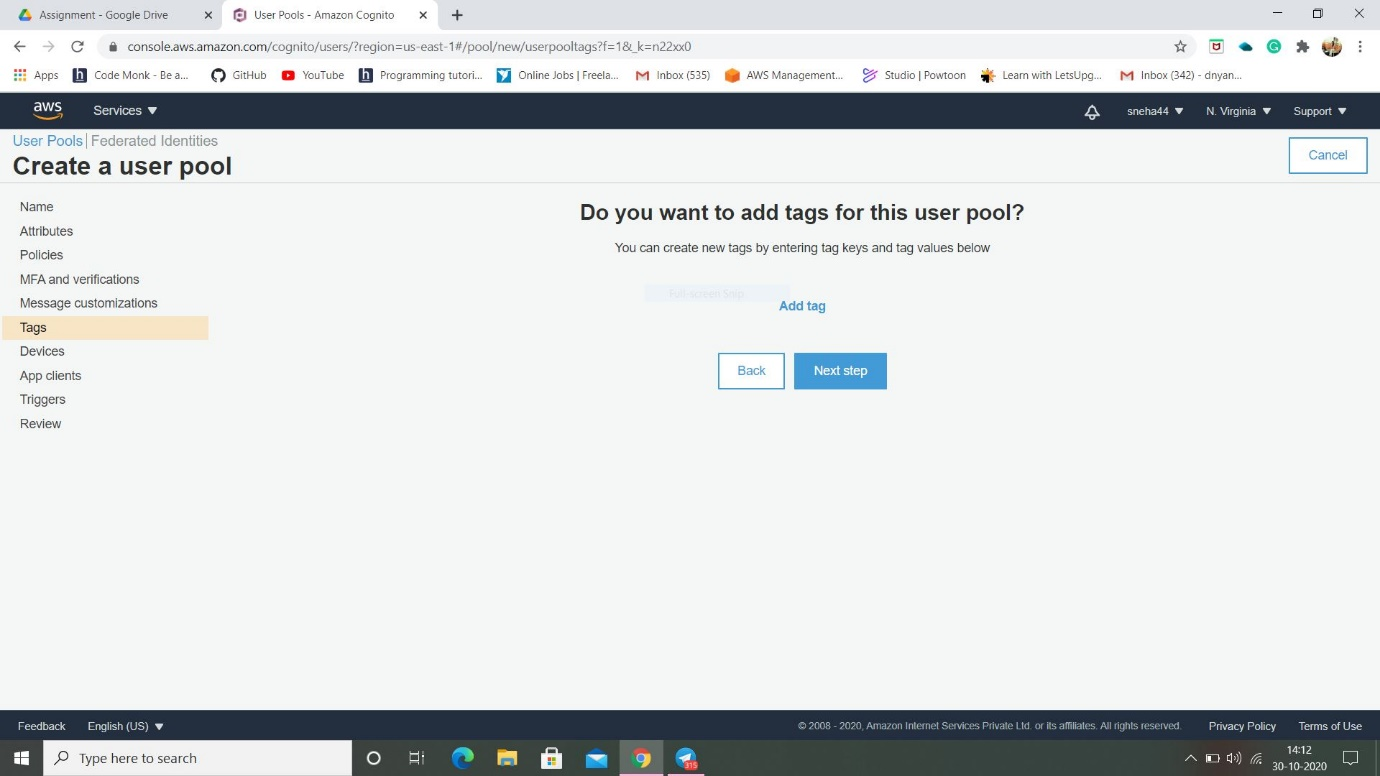 Assignment - Google Drive
User Pools - Amazon Cognito
console.aws.amazon.com/cognito/users/?region=us-east-1#/pool/new/userpooltags?f=1&_k=n22xx0
Apps
Code Monk - Be a...
GitHub
YouTube
Programming tutori...
Online Jobs | Freela...
Inbox (535)
AWS Management...
Studio | Powtoon
Learn with LetsUpg...
Inbox (342) - dnyan...
aws
Services
sneha44
N. Virginia
Support
User Pools | Federated Identities
Create a user pool
Cancel
Name
Attributes
Policies
MFA and verifications
Message customizations
Tags
Devices
App clients
Triggers
Review
Do you want to add tags for this user pool?
You can create new tags by entering tag keys and tag values below
Full-screen Snip
Add tag
Back
Next step
Feedback
English (US)
© 2008 - 2020, Amazon Internet Services Private Ltd. or its affiliates. All rights reserved.
Privacy Policy
Terms of Use
Type here to search
315
14:12
30-10-2020